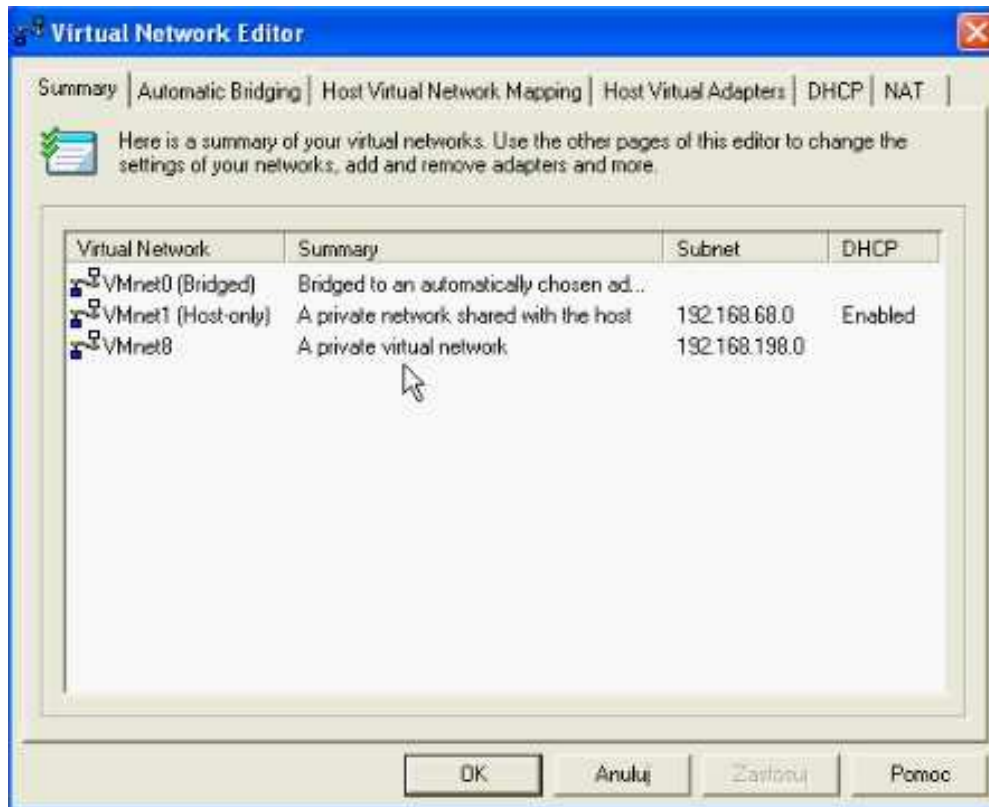 Virtual Network Editor
Summary Automatic Bridging Host Virtual Network Mapping Host Virtual Adapters DHCP NAT
Here is a summary of your virtual networks. Use the other pages of this editor to change the
settings of your networks, add and remove adapters and more.
Virtual Network Summary Subnet DHCP
VMnet0 (Bridged) Bridged to an automatically chosen ad...
VMnet1 (Host-only) A private network shared with the host 192.168.68.0 Enabled
VMnet8 A private virtual network 192.168.198.0
OK Anuluj Zastosuj Pomoc